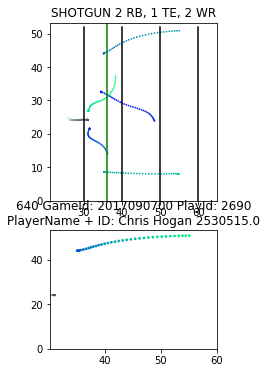 SHOTGUN 2 RB, 1 TE, 2 WR
50
40
30
20
10
0
30 40 50 60
640 GameId: 2017090700 PlayId: 2690
PlayerName + ID: Chris Hogan 2530515.0
40
20
0
40 50 60